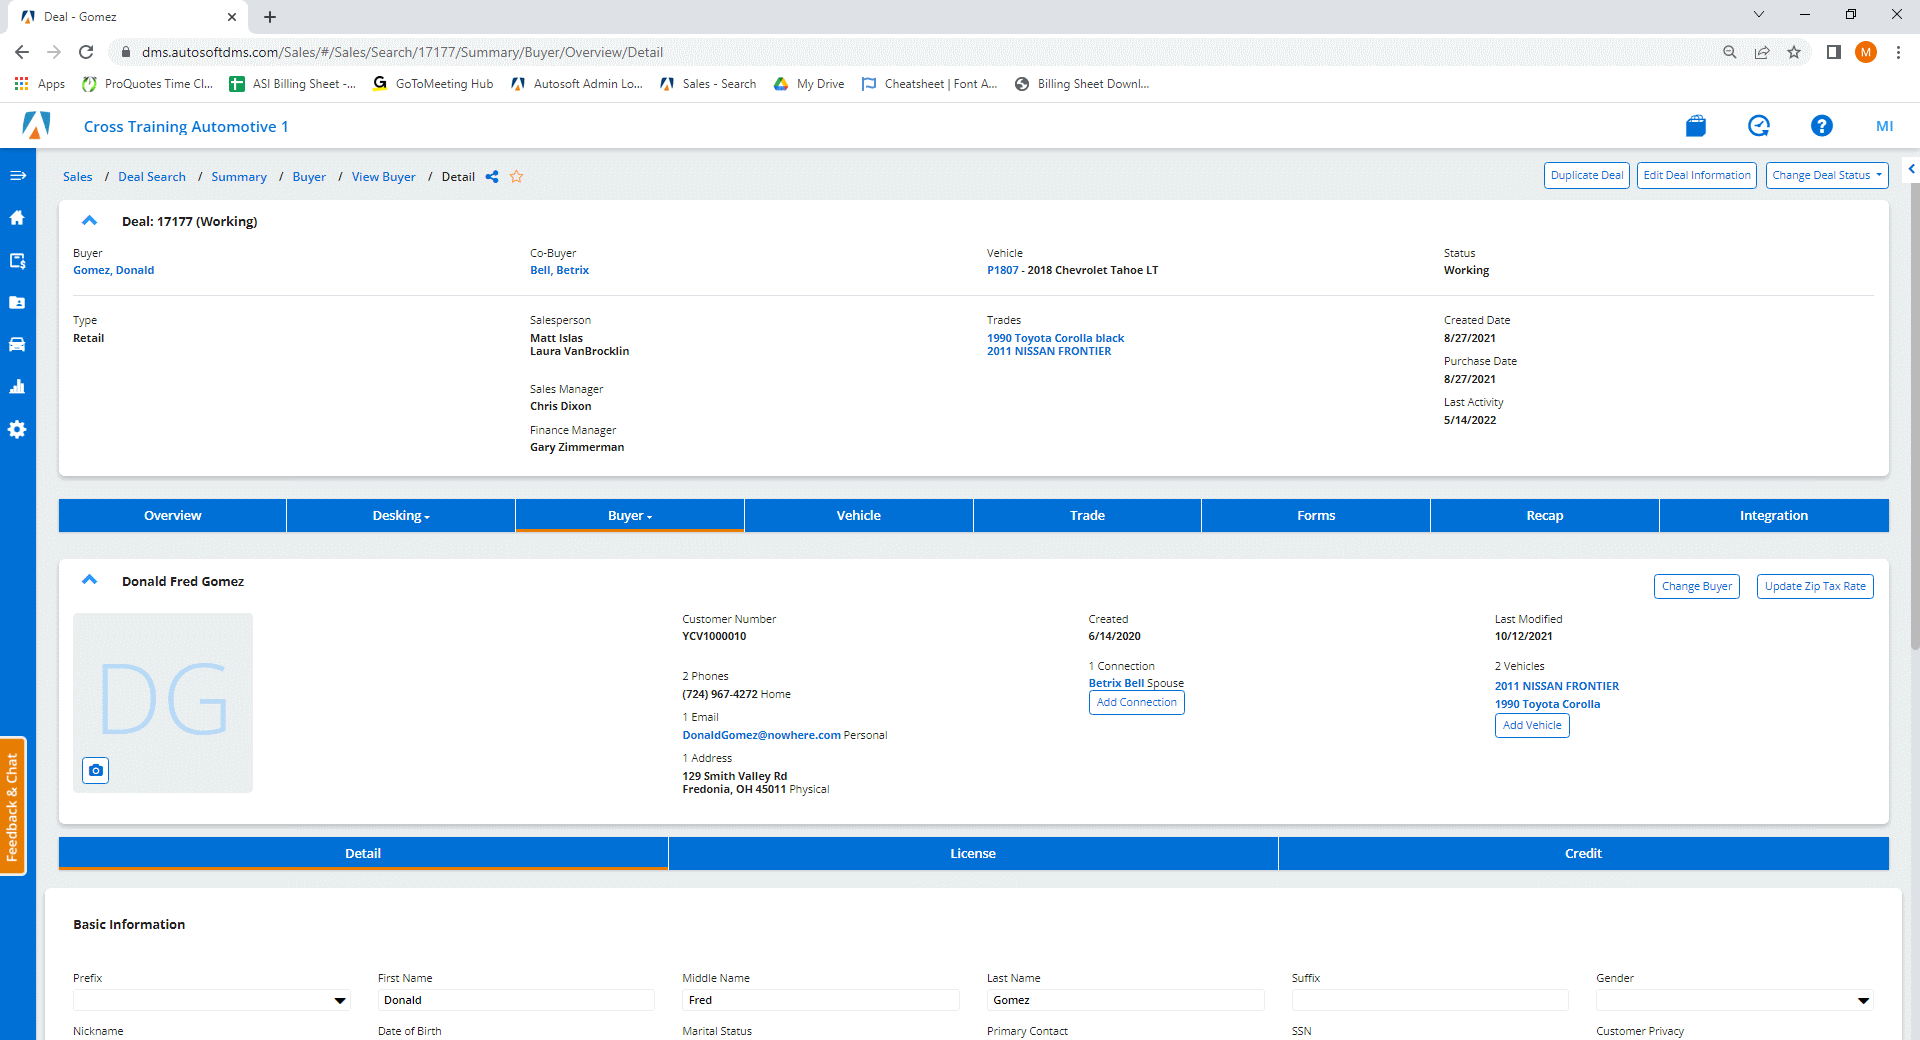 Deal - Gomez
dms.autosoftdms.com/Sales/#/Sales/Search/17177/Summary/Buyer/Overview/Detail
M
Apps ProQuotes Time Cl... ASI Billing Sheet -... GoToMeeting Hub Autosoft Admin Lo... Sales - Search My Drive Cheatsheet | Font A... Billing Sheet Downl...
Cross Training Automotive 1 MI
Sales / Deal Search / Summary / Buyer / View Buyer / Detail Duplicate Deal Edit Deal Information Change Deal Status
Deal: 17177 (Working)
Buyer Co-Buyer Vehicle Status
Gomez, Donald Bell, Betrix P1807 - 2018 Chevrolet Tahoe LT Working
Type Salesperson Trades Created Date
Retail Matt Islas 1990 Toyota Corolla black 8/27/2021
Laura VanBrocklin 2011 NISSAN FRONTIER
Purchase Date
8/27/2021
Sales Manager
Chris Dixon
Last Activity
5/14/2022
Finance Manager
Gary Zimmerman
Overview Desking Buyer Vehicle Trade Forms Recap Integration
Donald Fred Gomez Change Buyer Update Zip Tax Rate
DG
Customer Number Created Last Modified
YCV1000010 6/14/2020 10/12/2021
1 Connection 2 Vehicles
2 Phones
Betrix Bell Spouse 2011 NISSAN FRONTIER
(724) 967-4272 Home
Add Connection 1990 Toyota Corolla
1 Email
Add Vehicle
DonaldGomez@nowhere.com Personal
1 Address
129 Smith Valley Rd
Fredonia, OH 45011 Physical
Feedback & Chat
Detail License Credit
Basic Information
Prefix First Name Middle Name Last Name Suffix Gender
Donald Fred Gomez
Nickname Date of Birth Marital Status Primary Contact SSN Customer Privacy